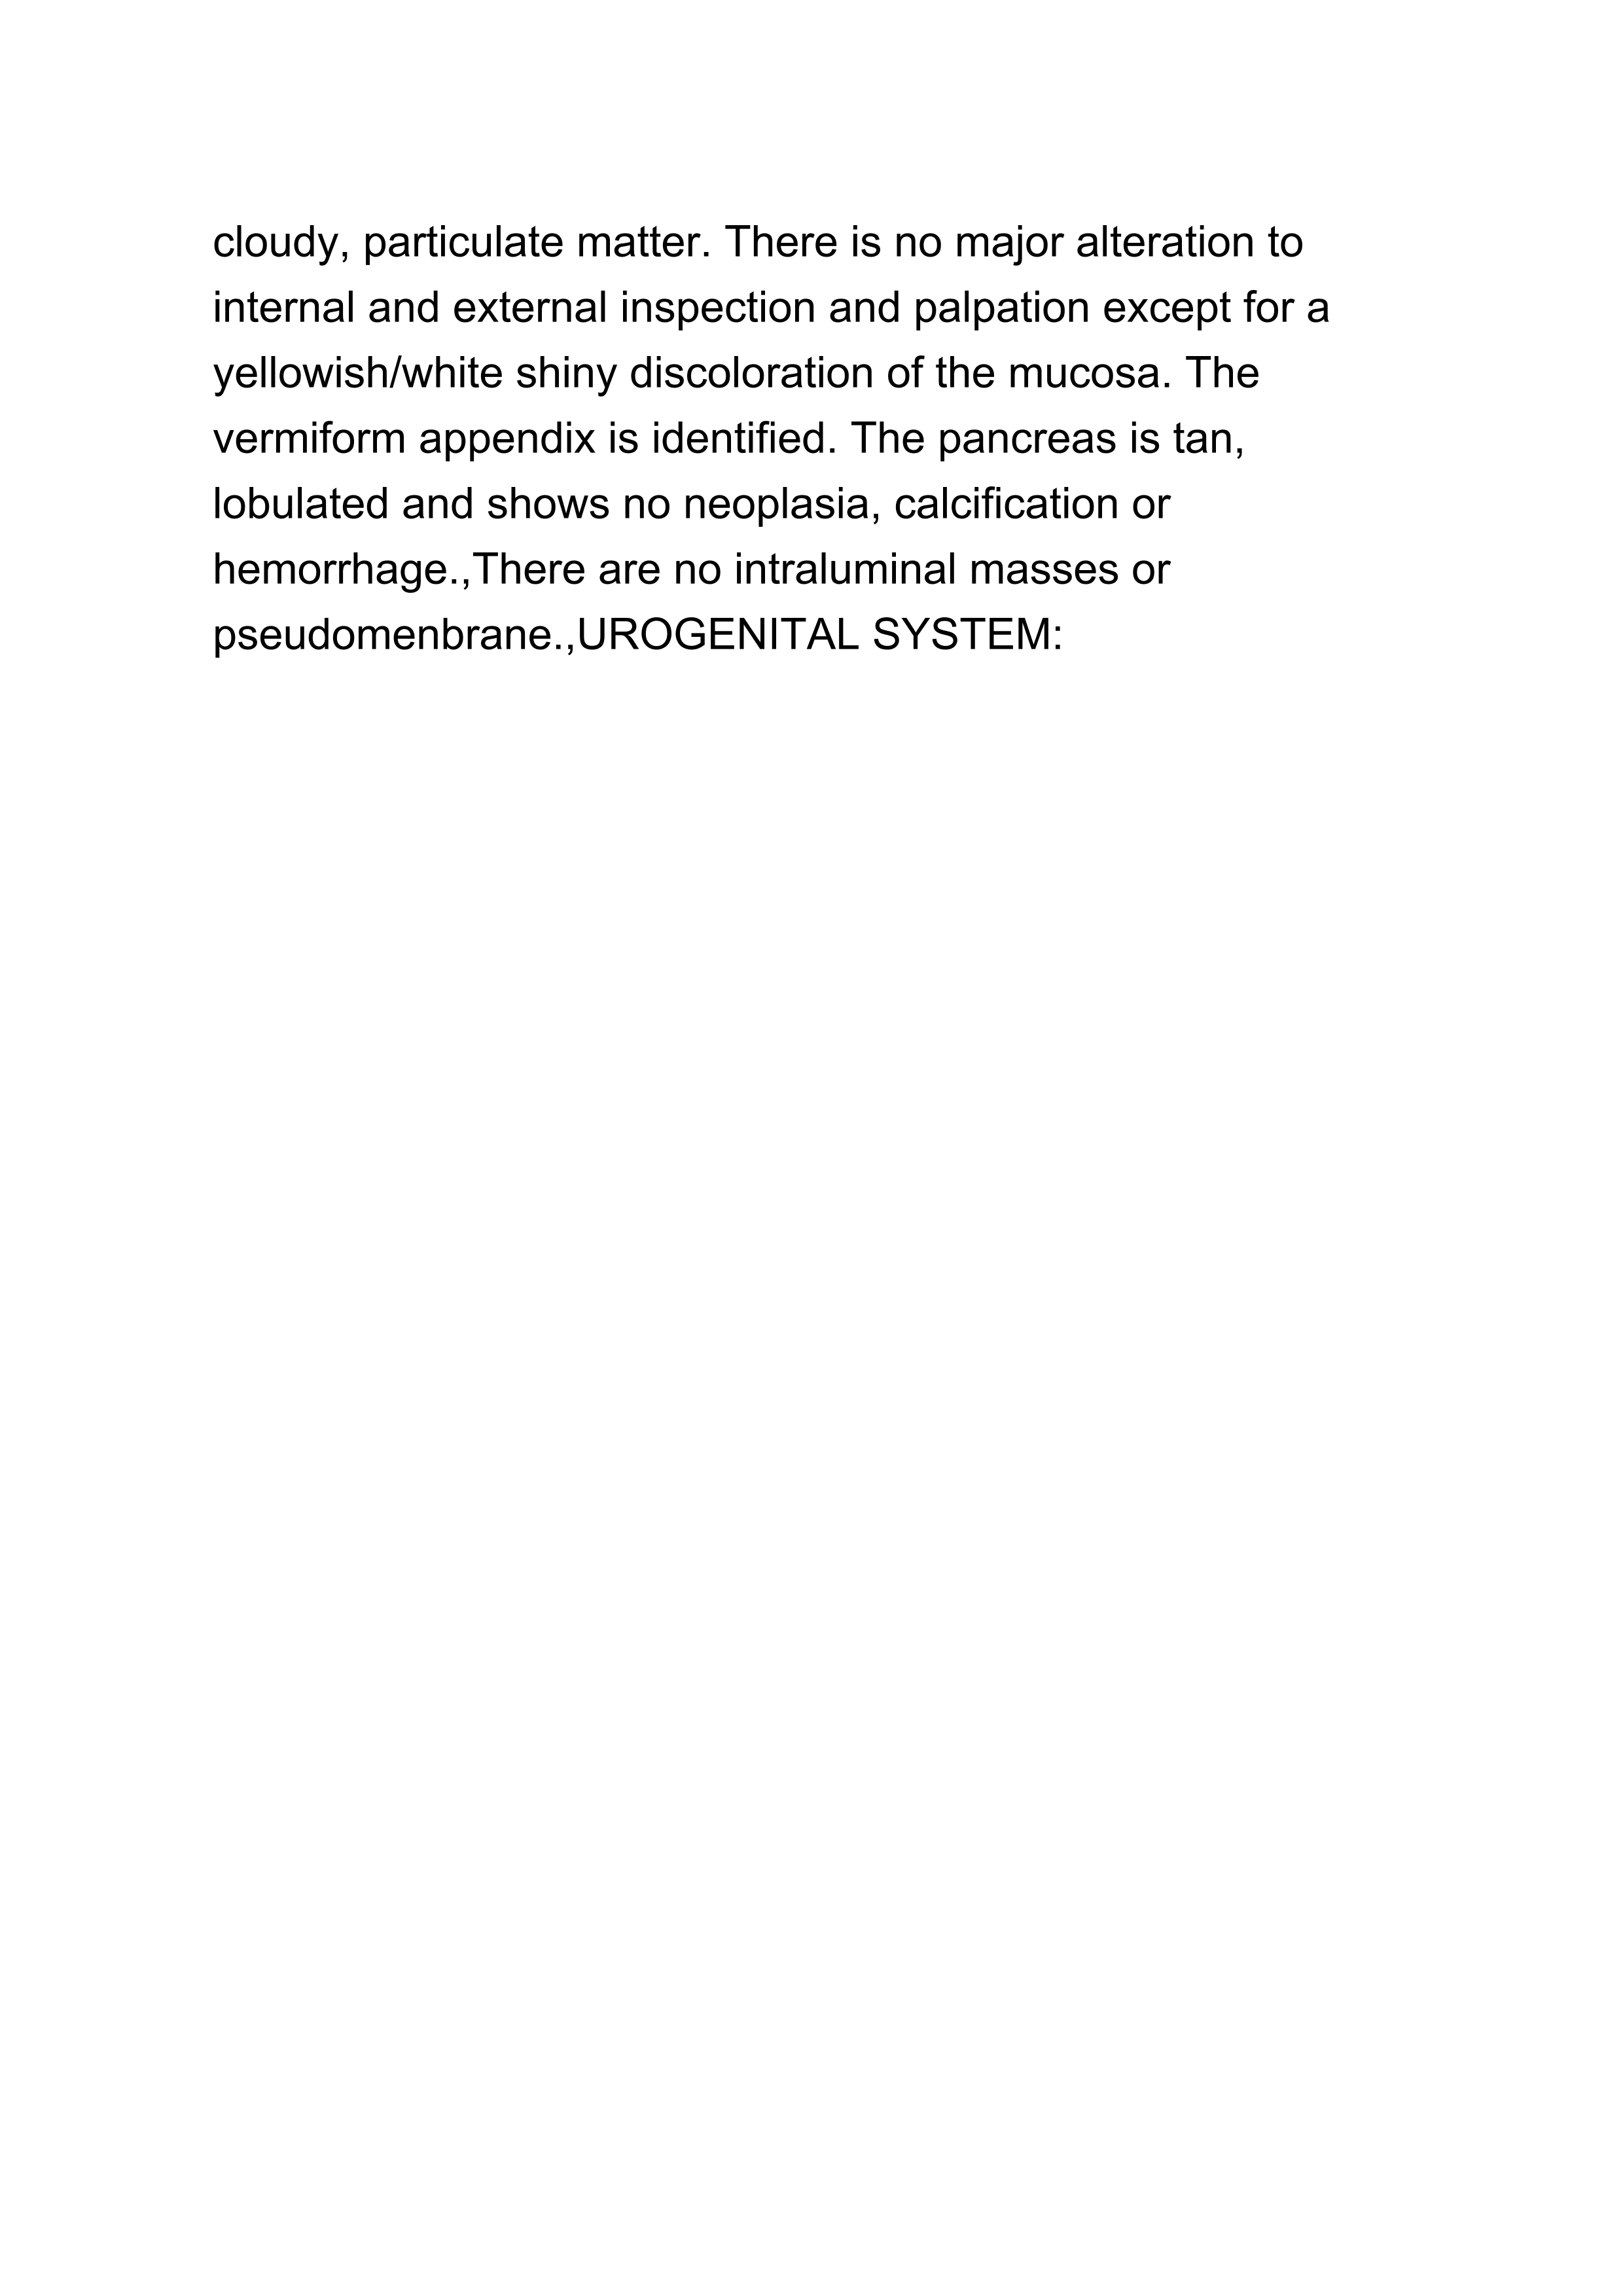 cloudy, particulate matter. There is no major alteration to
internal and external inspection and palpation except for a
yellowish/white shiny discoloration of the mucosa. The
vermiform appendix is identified. The pancreas is tan,
lobulated and shows no neoplasia, calcification or
hemorrhage.,There are no intraluminal masses or
pseudomenbrane.,UROGENITAL SYSTEM: